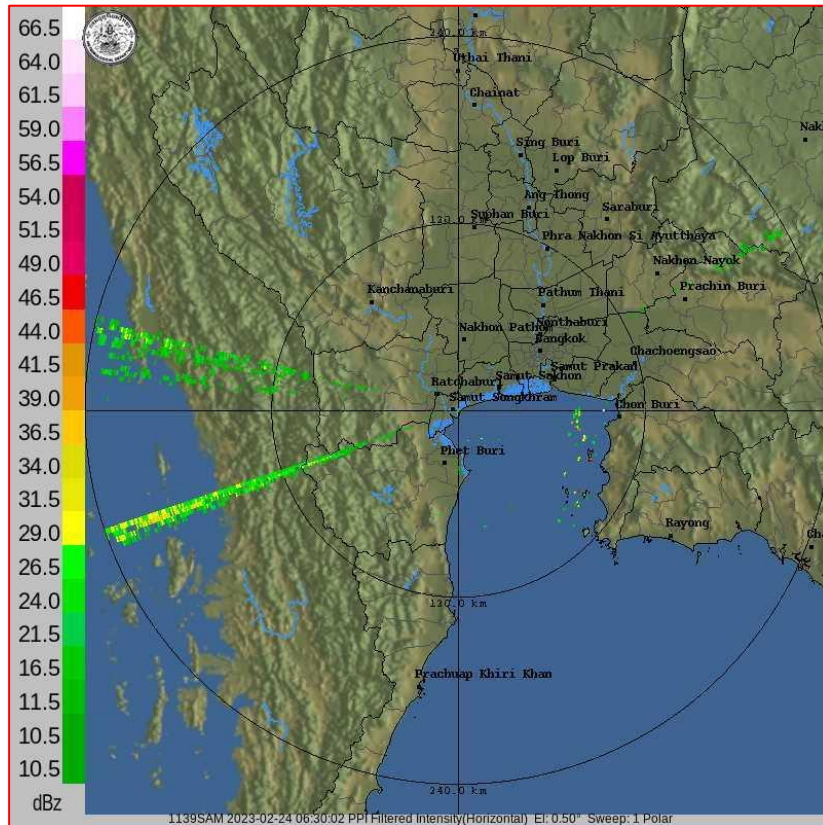 66.5
64.0
61.5
59.0
56.5
54.0
51.5
49.0
46.5
44.0
41.5
39.0
36.5
34.0
31.5
29.0
26.5
24.0
21.5
16.5
11.5
10.5
10.5
dBz
240.0 km
Uthai Thani
Chainat
Sing Buri
Lop Buri
Ang Thong
Suphan Buri
Saraburi
120.0 km
Phra Nakhon Si Ayutthaya
Nakhon Nayok
Prachin Buri
Kanchanaburi
Pathum Thani
Nakhon Pathom
Nonthaburi
Bangkok
Chachoengsao
Samut Prakan
Samut Sakhon
Ratchaburi
Samut Songkhram
Chon Buri
Phet Buri
Rayong
120.0 km
Prachuap Khiri Khan
240.0 km
1139SAM 2023-02-24 06:30:02 PPI Filtered Intensity(Horizontal) El: 0.50° Sweep: 1 Polar